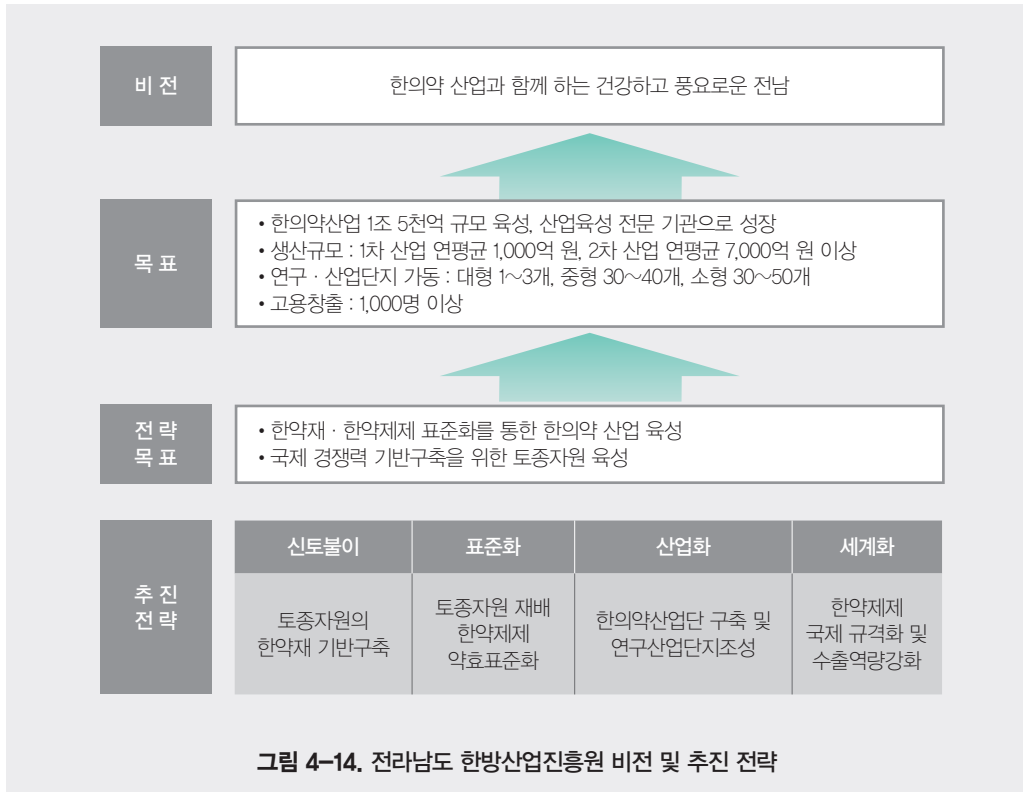 비 전
한의약 산업과 함께 하는 건강하고 풍요로운 전남
목 표
• 한의약산업 1조 5천억 규모 육성, 산업육성 전문 기관으로 성장
• 생산규모 : 1차 산업 연평균 1,000억 원, 2차 산업 연평균 7,000억 원 이상
• 연구 · 산업단지 가동 : 대형 1～3개, 중형 30～40개, 소형 30～50개
• 고용창출 : 1,000명 이상
전 략
목 표
• 한약재 · 한약제제 표준화를 통한 한의약 산업 육성
• 국제 경쟁력 기반구축을 위한 토종자원 육성
추 진
전 략
신토불이
토종자원의
한약재 기반구축
표준화
토종자원 재배
한약제제
약효표준화
산업화
한의약산업단 구축 및
연구산업단지조성
세계화
한약제제
국제 규격화 및
수출역량강화
그림 4-14. 전라남도 한방산업진흥원 비전 및 추진 전략